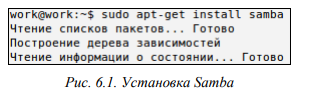 work@work:~$ sudo apt-get install samba
Чтение списков пакетов... Готово
Построение дерева зависимостей
Чтение информации о состоянии... Готово
Рис. 6.1. Установка Samba